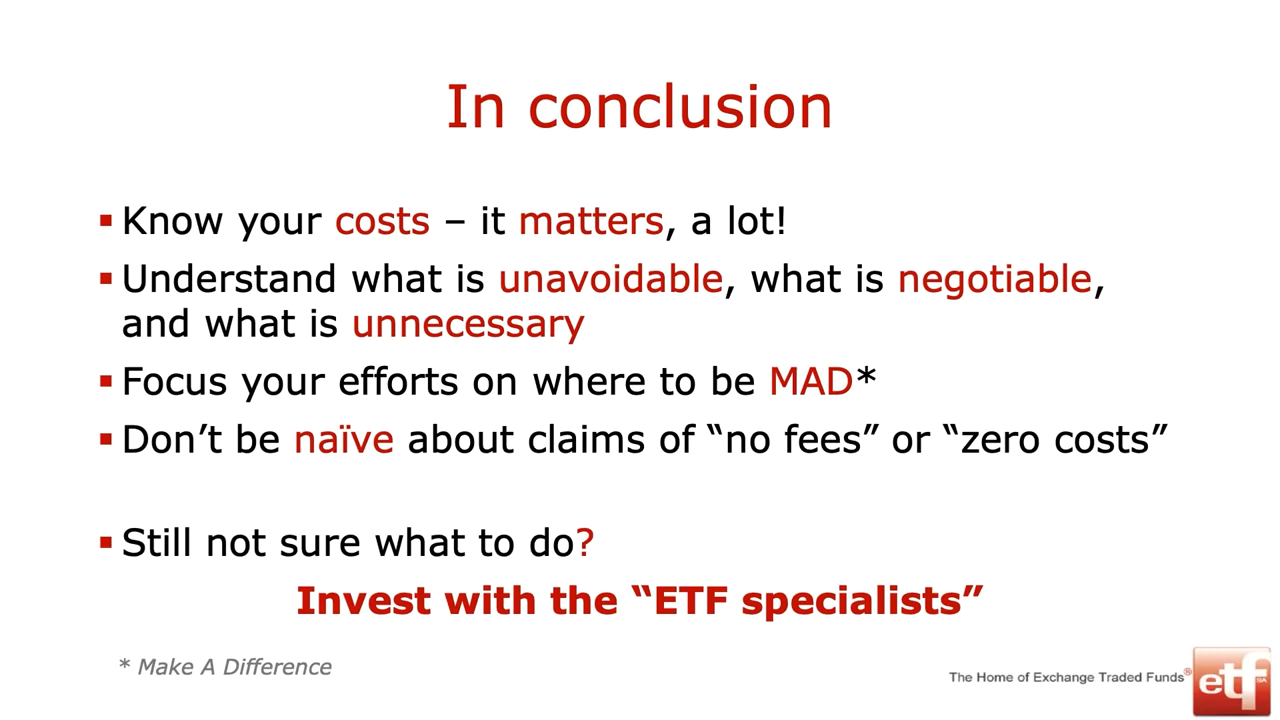 In conclusion
▪ Know your costs – it matters, a lot!
▪ Understand what is unavoidable, what is negotiable,
and what is unnecessary
▪ Focus your efforts on where to be MAD*
▪ Don’t be naïve about claims of “no fees” or “zero costs”
▪ Still not sure what to do?
Invest with the “ETF specialists”
* Make A Difference
The Home of Exchange Traded Funds®
etf
SA